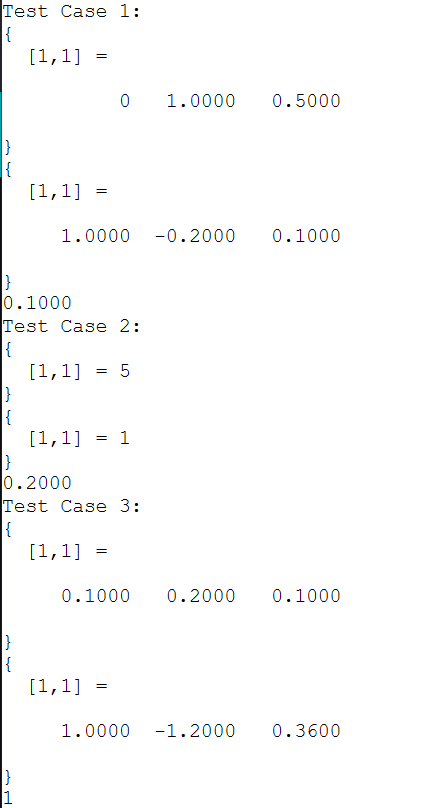 Test Case 1:
{
  [1,1] =
        0   1.0000   0.5000
}
{
  [1,1] =
   1.0000  -0.2000   0.1000
}
0.1000
Test Case 2:
{
  [1,1] = 5
}
{
  [1,1] = 1
}
0.2000
Test Case 3:
{
  [1,1] =
   0.1000   0.2000   0.1000
}
{
  [1,1] =
   1.0000  -1.2000   0.3600
}
1